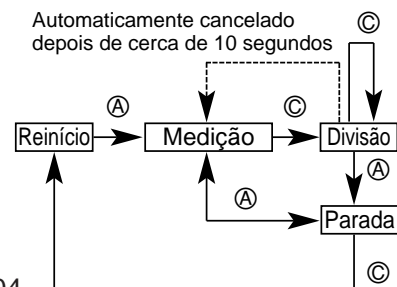 Automaticamente cancelado
depois de cerca de 10 segundos
Ⓒ
Ⓐ
Ⓒ
Reinício
Medição
Divisão
Ⓐ
Ⓐ
Parada
Ⓒ